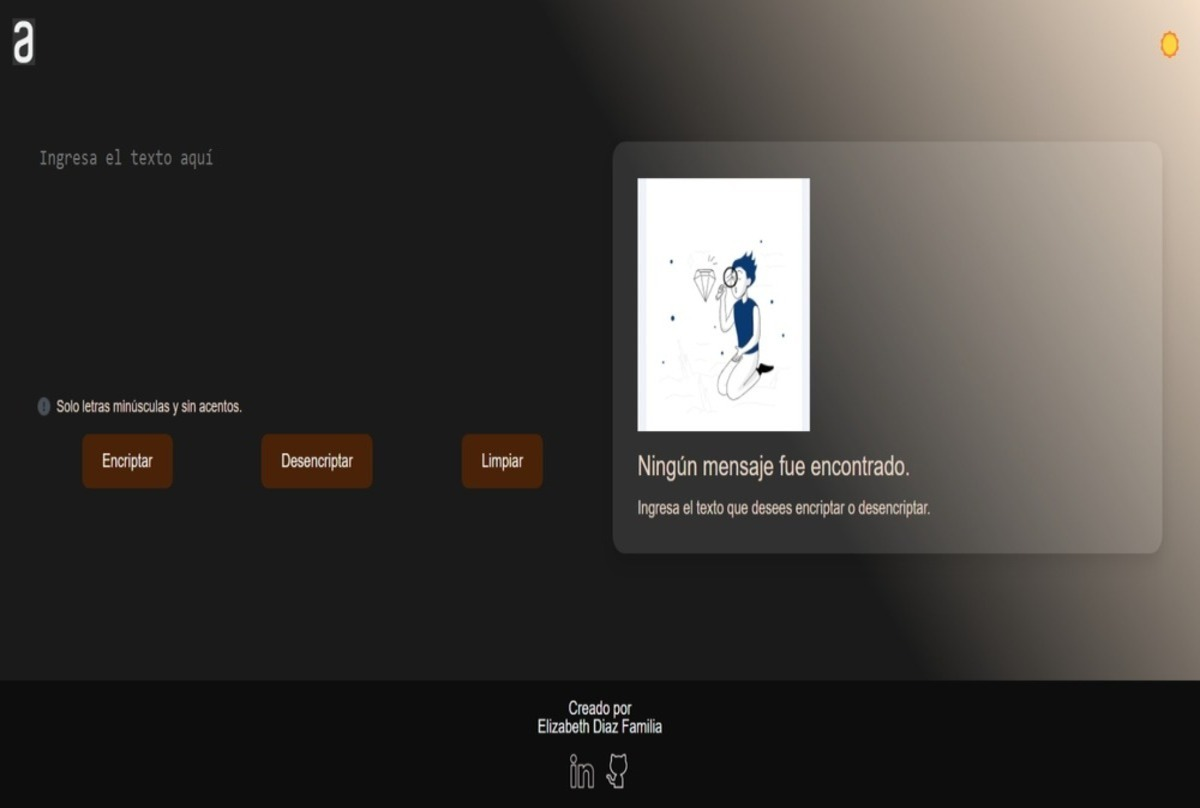 a
Ingresa el texto aquí
Solo letras minúsculas y sin acentos.
Encriptar
Desencriptar
Limpiar
Ningún mensaje fue encontrado.
Ingresa el texto que desees encriptar o desencriptar.
Creado por
Elizabeth Diaz Familia
in